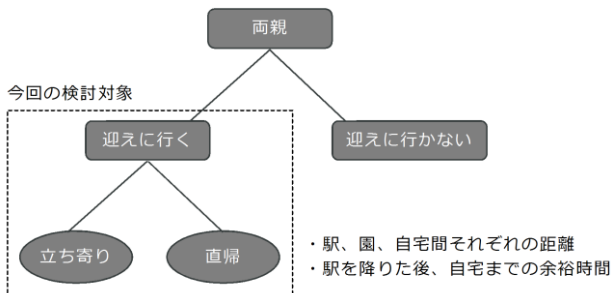 両親
今回の検討対象
迎えに行く
迎えに行かない
立ち寄り
直帰
・駅、園、自宅間それぞれの距離
・駅を降りた後、自宅までの余裕時間